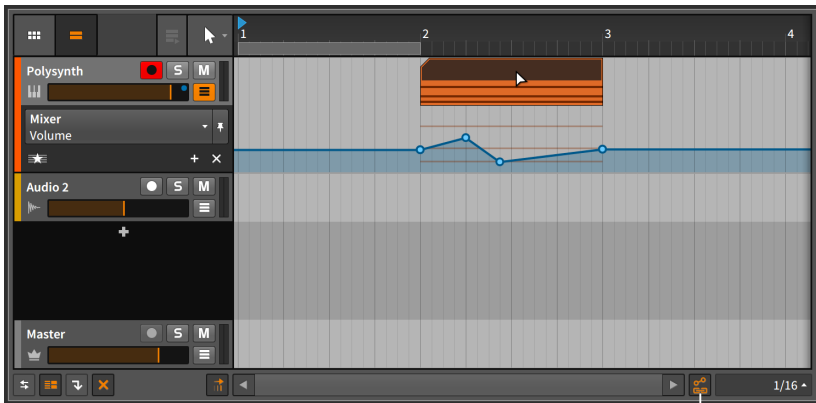 1 2 3 4
Polysynth S M
Mixer
Volume
Audio 2 S M
Master S M
1/16